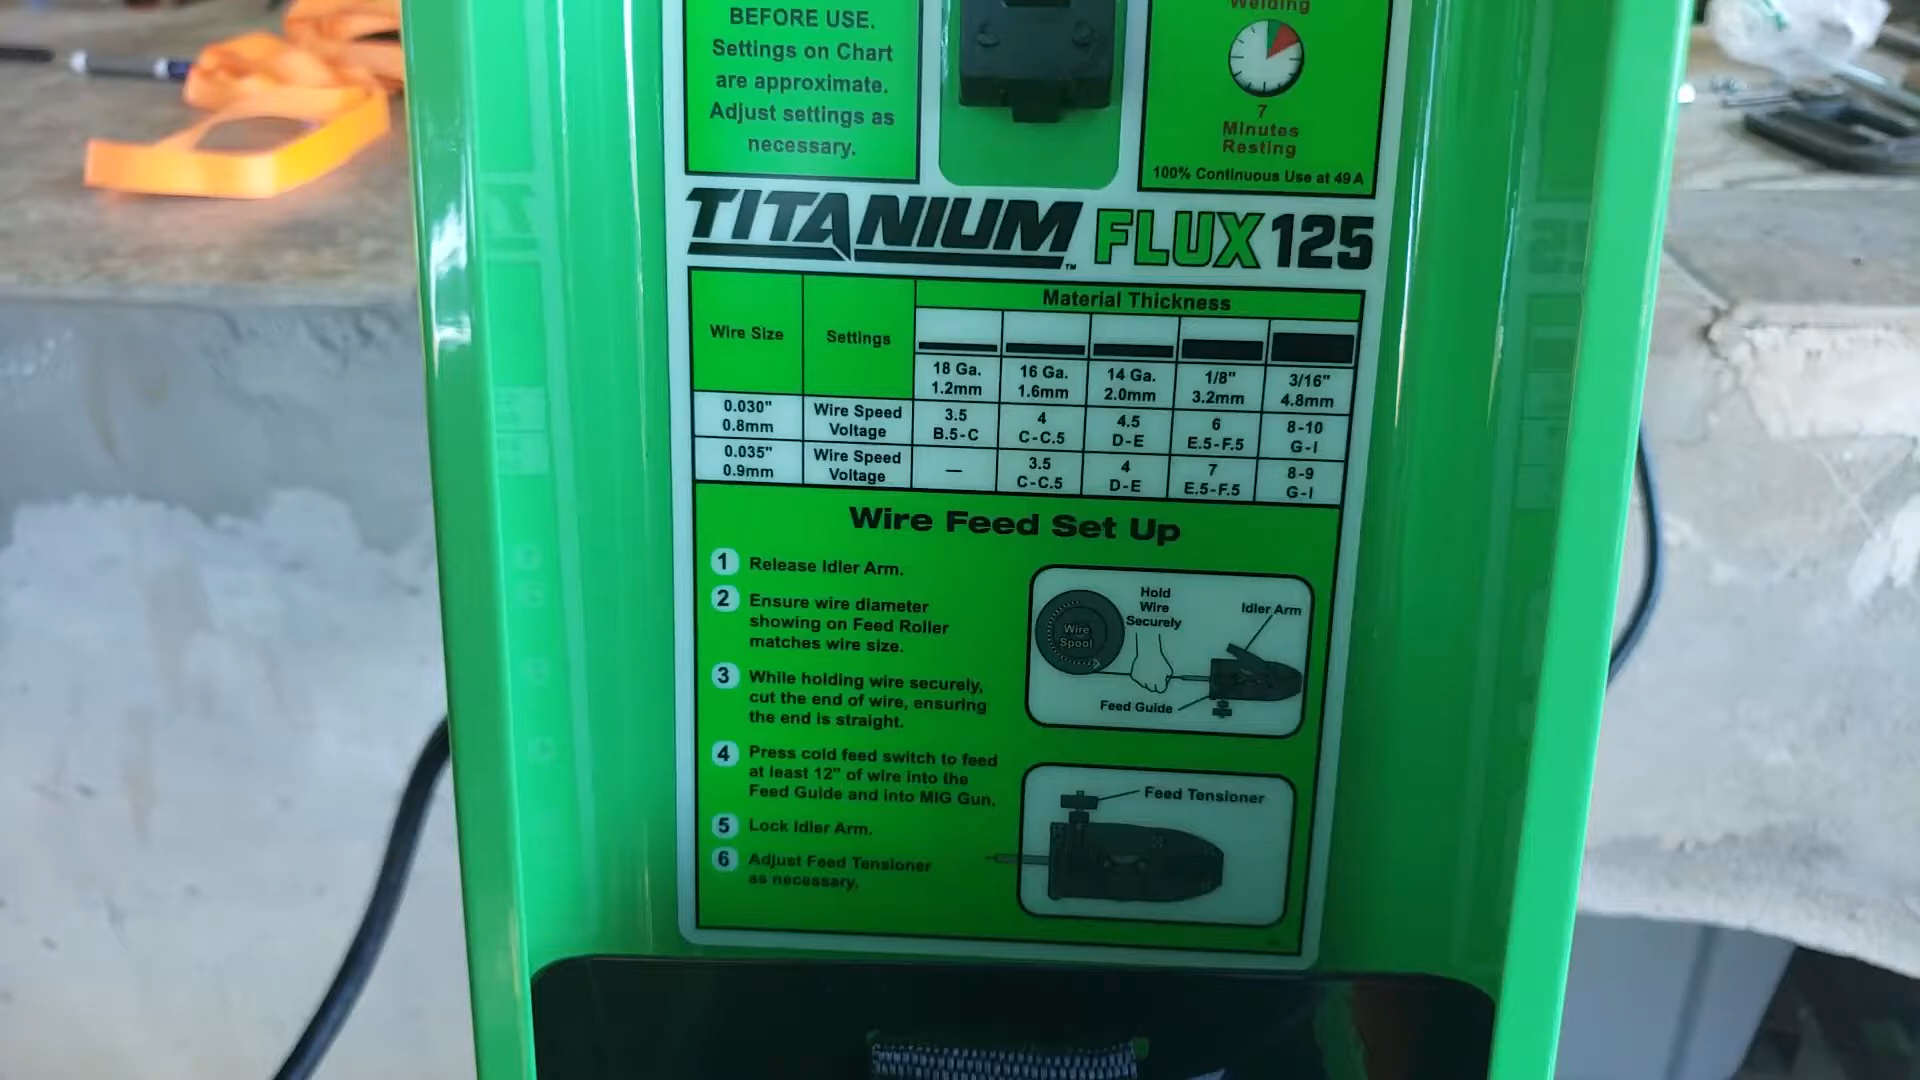 BEFORE USE.
Settings on Chart
are approximate.
Adjust settings as
necessary.
Welding
7
Minutes
Resting
100% Continuous Use at 49 A
TITANIUM™ FLUX 125
Wire Size
Settings
Material Thickness
18 Ga. 16 Ga. 14 Ga. 1/8" 3/16"
1.2mm 1.6mm 2.0mm 3.2mm 4.8mm
0.030" Wire Speed 3.5 4 4.5 6 8-10
0.8mm Voltage B.5-C C-C.5 D-E E.5-F.5 G-I
0.035" Wire Speed — 3.5 4 7 8-9
0.9mm Voltage C-C.5 D-E E.5-F.5 G-I
Wire Feed Set Up
1 Release Idler Arm.
2 Ensure wire diameter
showing on Feed Roller
matches wire size.
3 While holding wire securely,
cut the end of wire, ensuring
the end is straight.
4 Press cold feed switch to feed
at least 12" of wire into the
Feed Guide and into MIG Gun.
5 Lock Idler Arm.
6 Adjust Feed Tensioner
as necessary.
Hold
Wire
Securely
Idler Arm
Wire
Spool
Feed Guide
Feed Tensioner